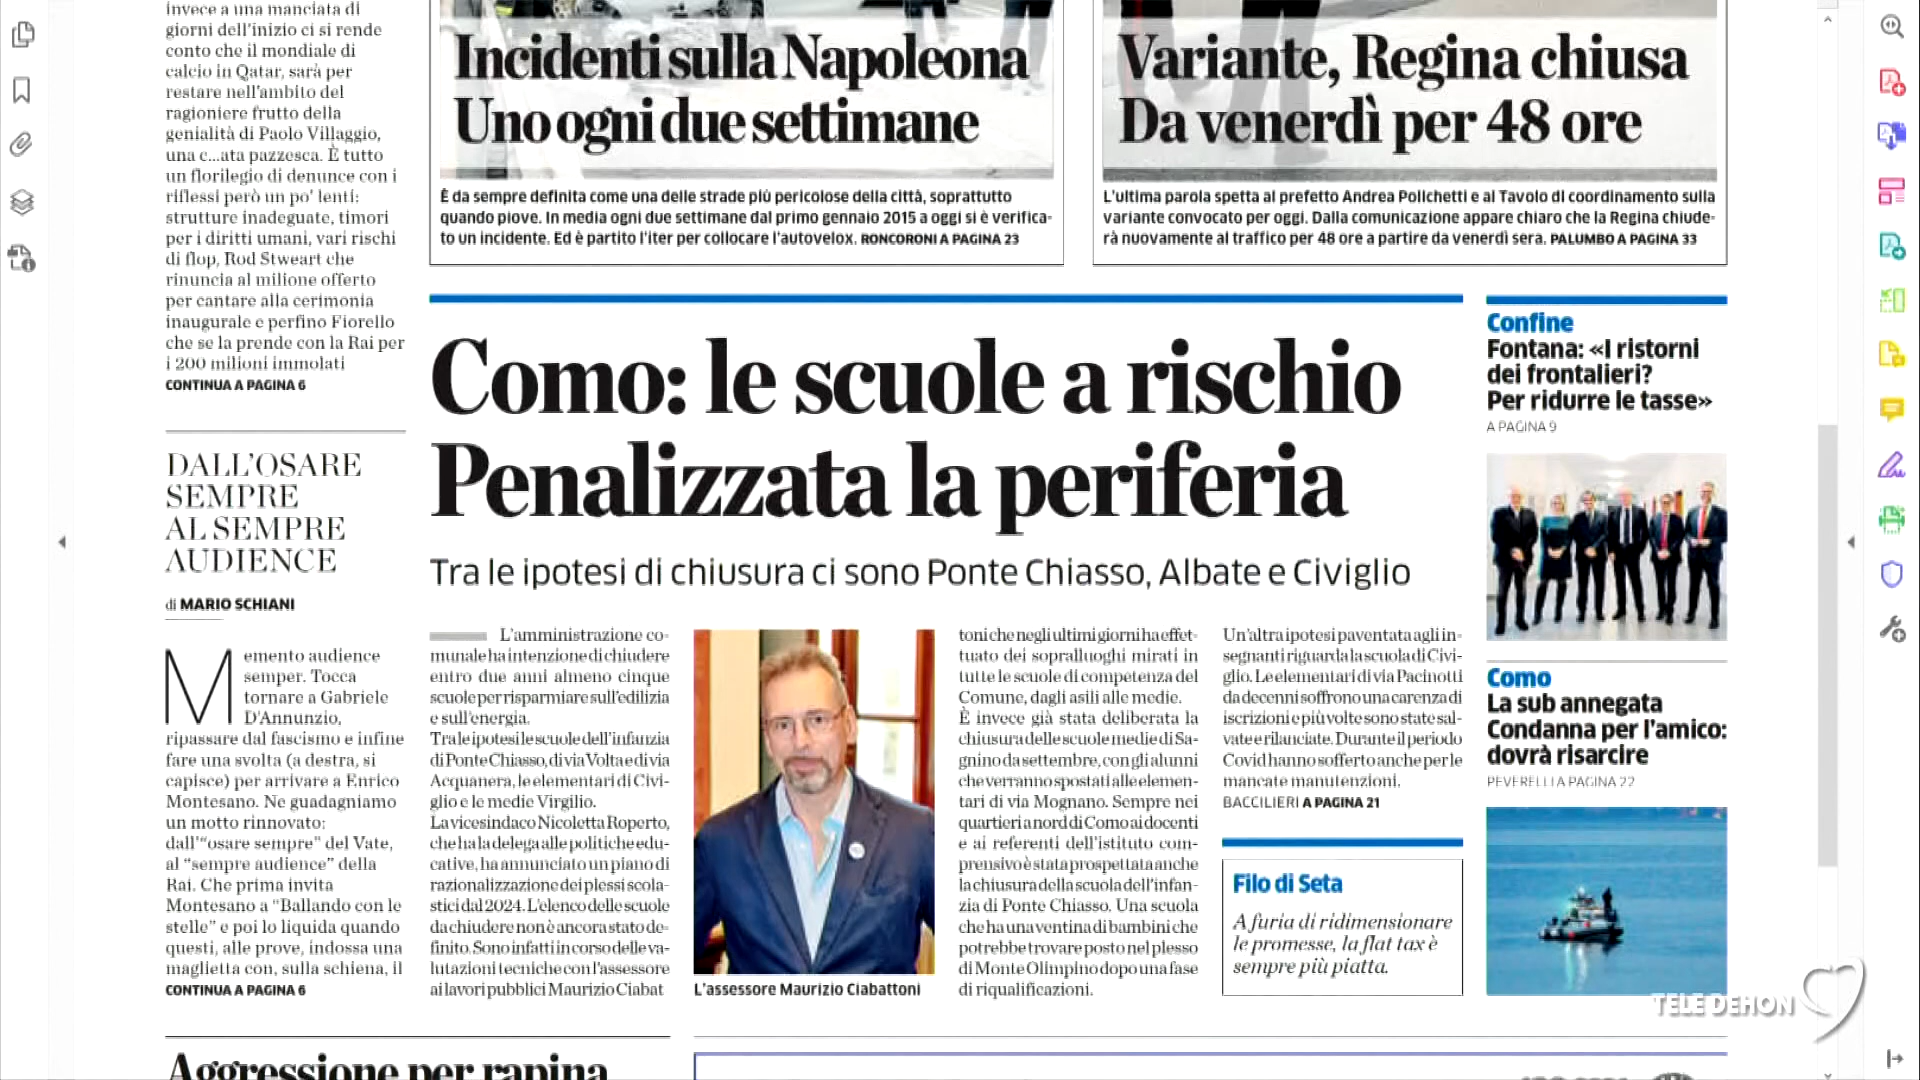 invece a una manciata di
giorni dell'inizio ci si rende
conto che il mondiale di
calcio in Qatar, sarà per
restare nell'ambito del
ragioniere frutto della
genialità di Paolo Villaggio,
una c...ata pazzesca. È tutto
un florilegio di denunce con i
riflessi però un po' lenti:
strutture inadeguate, timori
per i diritti umani, vari rischi
di flop, Rod Stweart che
rinuncia al milione offerto
per cantare alla cerimonia
inaugurale e perfino Fiorello
che se la prende con la Rai per
i 200 milioni immolati
CONTINUA A PAGINA 6
DALL'OSARE
SEMPRE
AL SEMPRE
AUDIENCE
di MARIO SCHIANI
Memento audience
semper. Tocca
tornare a Gabriele
D'Annunzio,
ripassare dal fascismo e infine
fare una svolta (a destra, si
capisce) per arrivare a Enrico
Montesano. Ne guadagniamo
un motto rinnovato:
dall'"osare sempre" del Vate,
al "sempre audience" della
Rai. Che prima invita
Montesano a "Ballando con le
stelle" e poi lo liquida quando
questi, alle prove, indossa una
maglietta con, sulla schiena, il
CONTINUA A PAGINA 6
Incidenti sulla Napoleona
Uno ogni due settimane
È da sempre definita come una delle strade più pericolose della città, soprattutto
quando piove. In media ogni due settimane dal primo gennaio 2015 a oggi si è verifica-
to un incidente. Ed è partito l'iter per collocare l'autovelox. RONCORONI A PAGINA 23
Variante, Regina chiusa
Da venerdì per 48 ore
L'ultima parola spetta al prefetto Andrea Polichetti e al Tavolo di coordinamento sulla
variante convocato per oggi. Dalla comunicazione appare chiaro che la Regina chiude-
rà nuovamente al traffico per 48 ore a partire da venerdì sera. PALUMBO A PAGINA 33
Como: le scuole a rischio
Penalizzata la periferia
Tra le ipotesi di chiusura ci sono Ponte Chiasso, Albate e Civiglio
L'amministrazione co-
munale ha intenzione di chiudere
entro due anni almeno cinque
scuole per risparmiare sull'edilizia
e sull'energia.
Tra le ipotesi le scuole dell'infanzia
di Ponte Chiasso, di via Volta e di via
Acquanera, le elementari di Civi-
glio e le medie Virgilio.
La vicesindaco Nicoletta Roperto,
che ha la delega alle politiche edu-
cative, ha annunciato un piano di
razionalizzazione dei plessi scola-
stici dal 2024. L'elenco delle scuole
da chiudere non è ancora stato de-
finito. Sono infatti in corso delle va-
lutazioni tecniche con l'assessore
ai lavori pubblici Maurizio Ciabat
L'assessore Maurizio Ciabattoni
toni che negli ultimi giorni ha effet-
tuato dei sopralluoghi mirati in
tutte le scuole di competenza del
Comune, dagli asili alle medie.
È invece già stata deliberata la
chiusura delle scuole medie di Sa-
gnino da settembre, con gli alunni
che verranno spostati alle elemen-
tari di via Mognano. Sempre nei
quartieri a nord di Como ai docenti
e ai referenti dell'istituto com-
prensivo è stata prospettata anche
la chiusura della scuola dell'infan-
zia di Ponte Chiasso. Una scuola
che ha una ventina di bambini che
potrebbe trovare posto nel plesso
di Monte Olimpino dopo una fase
di riqualificazioni.
Un'altra ipotesi paventata agli in-
segnanti riguarda la scuola di Civi-
glio. Le elementari di via Pacinotti
da decenni soffrono una carenza di
iscrizioni e più volte sono state sal-
vate e rilanciate. Durante il periodo
Covid hanno sofferto anche per le
mancate manutenzioni.
BACCILIERI A PAGINA 21
Filo di Seta
A furia di ridimensionare
le promesse, la flat tax è
sempre più piatta.
Confine
Fontana: «I ristorni
dei frontalieri?
Per ridurre le tasse»
A PAGINA 9
Como
La sub annegata
Condanna per l'amico:
dovrà risarcire
PEVERELLI A PAGINA 22
TELE DEHON
Aggressione per rapina